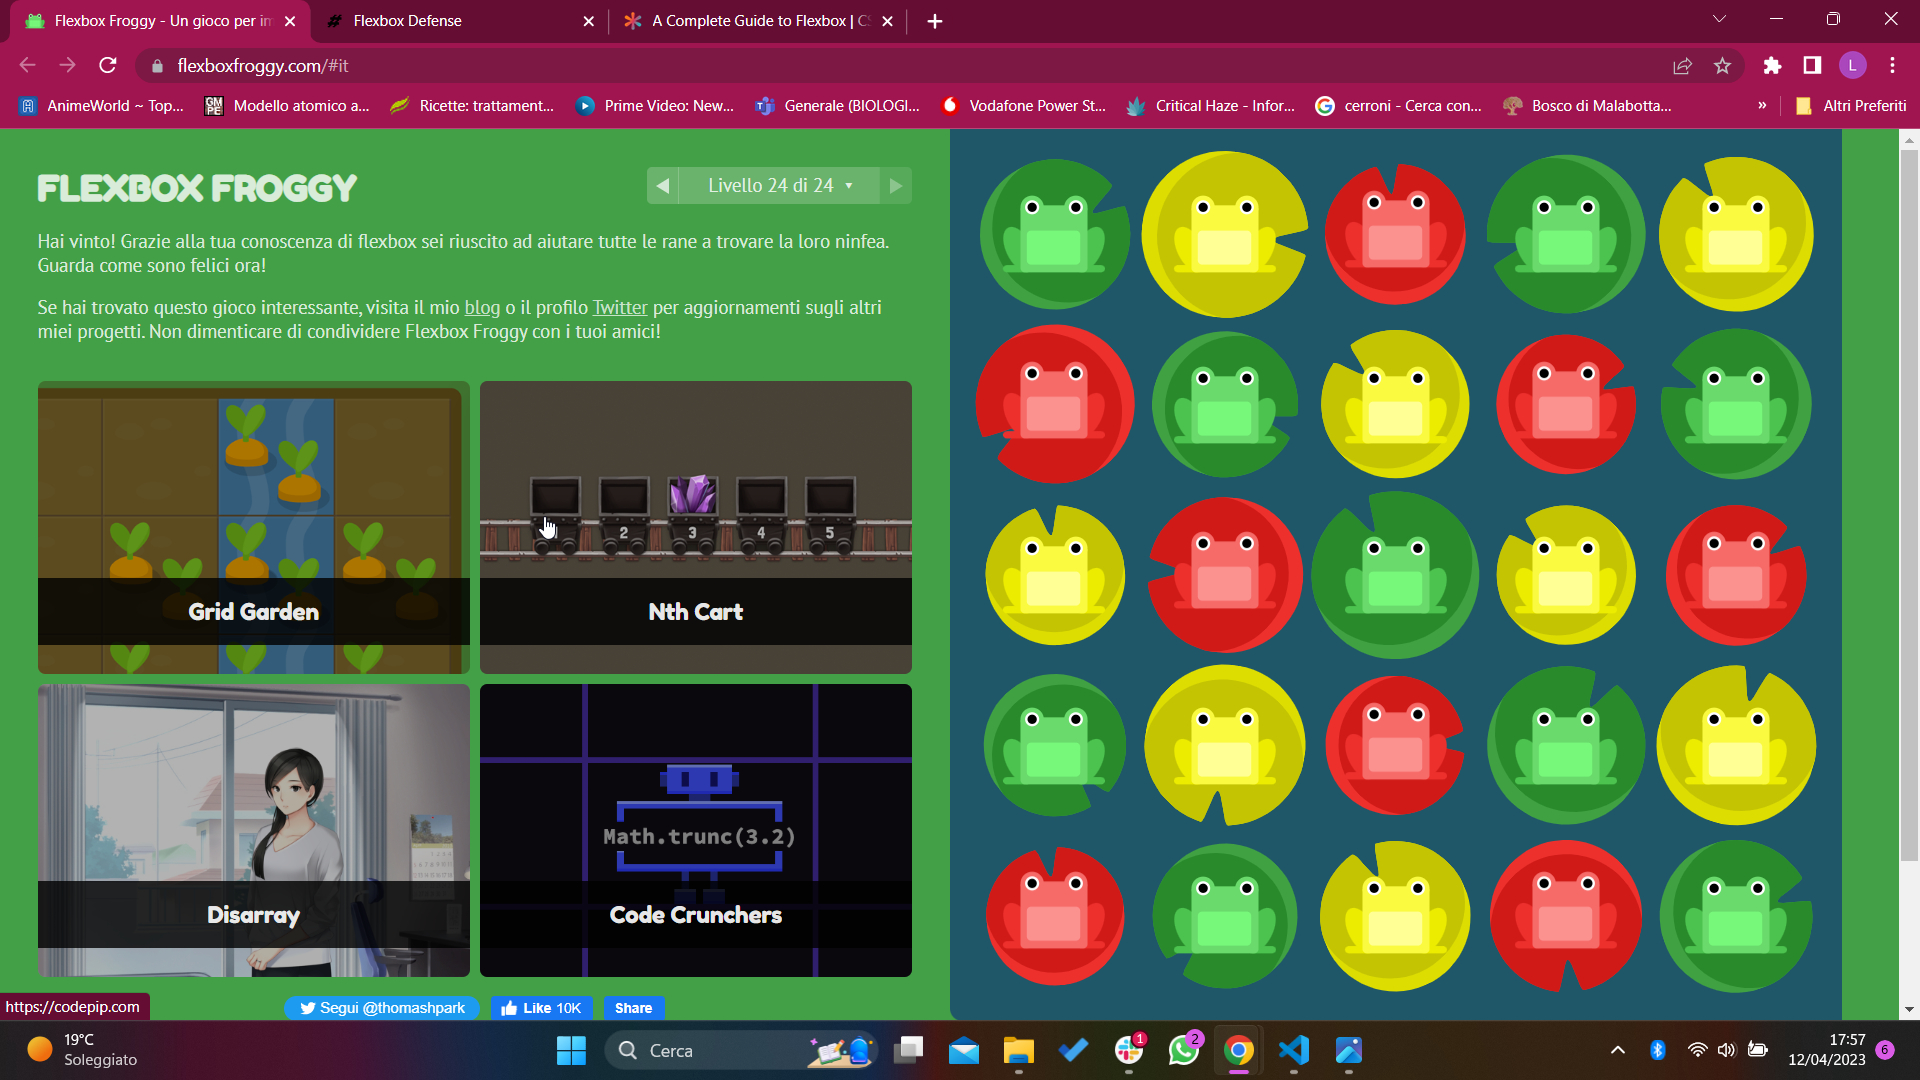 Flexbox Froggy - Un gioco per im
Flexbox Defense
A Complete Guide to Flexbox | CS
flexboxfroggy.com/#it
L
AnimeWorld ~ Top...
GM
PE
Modello atomico a...
Ricette: trattament...
Prime Video: New...
Generale (BIOLOGI...
Vodafone Power St...
Critical Haze - Infor...
cerroni - Cerca con...
Bosco di Malabotta...
»
Altri Preferiti
FLEXBOX FROGGY
Livello 24 di 24
Hai vinto! Grazie alla tua conoscenza di flexbox sei riuscito ad aiutare tutte le rane a trovare la loro ninfea.
Guarda come sono felici ora!
Se hai trovato questo gioco interessante, visita il mio blog o il profilo Twitter per aggiornamenti sugli altri
miei progetti. Non dimenticare di condividere Flexbox Froggy con i tuoi amici!
2
3
4
5
Grid Garden
Nth Cart
Math.trunc(3.2)
Disarray
Code Crunchers
https://codepip.com
Segui @thomashpark
Like 10K
Share
19°C
Soleggiato
Cerca
1
2
17:57
12/04/2023
6